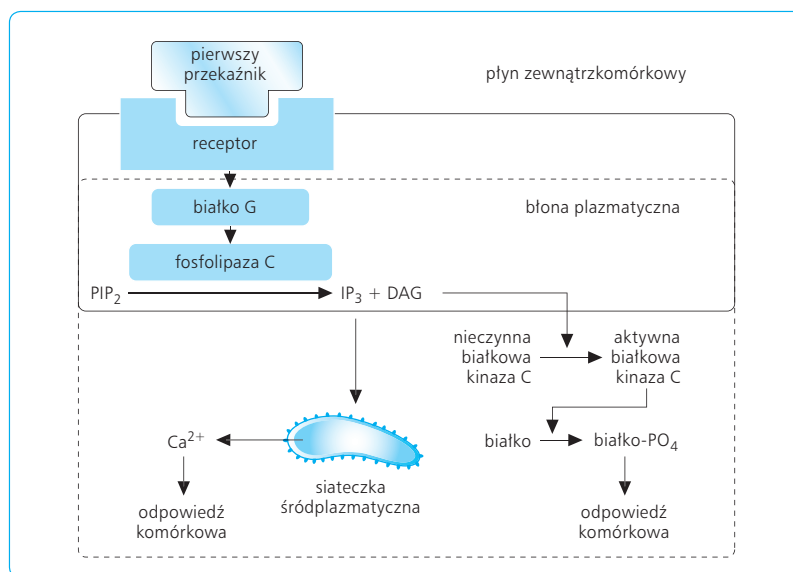 pierwszy
przekaźnik
płyn zewnątrzkomórkowy
receptor
białko G
błona plazmatyczna
fosfolipaza C
PIP₂
IP₃ + DAG
nieczynna
białkowa
kinaza C
aktywna
białkowa
kinaza C
Ca²⁺
białko
białko-PO₄
siateczka
śródplazmatyczna
odpowiedź
komórkowa
odpowiedź
komórkowa